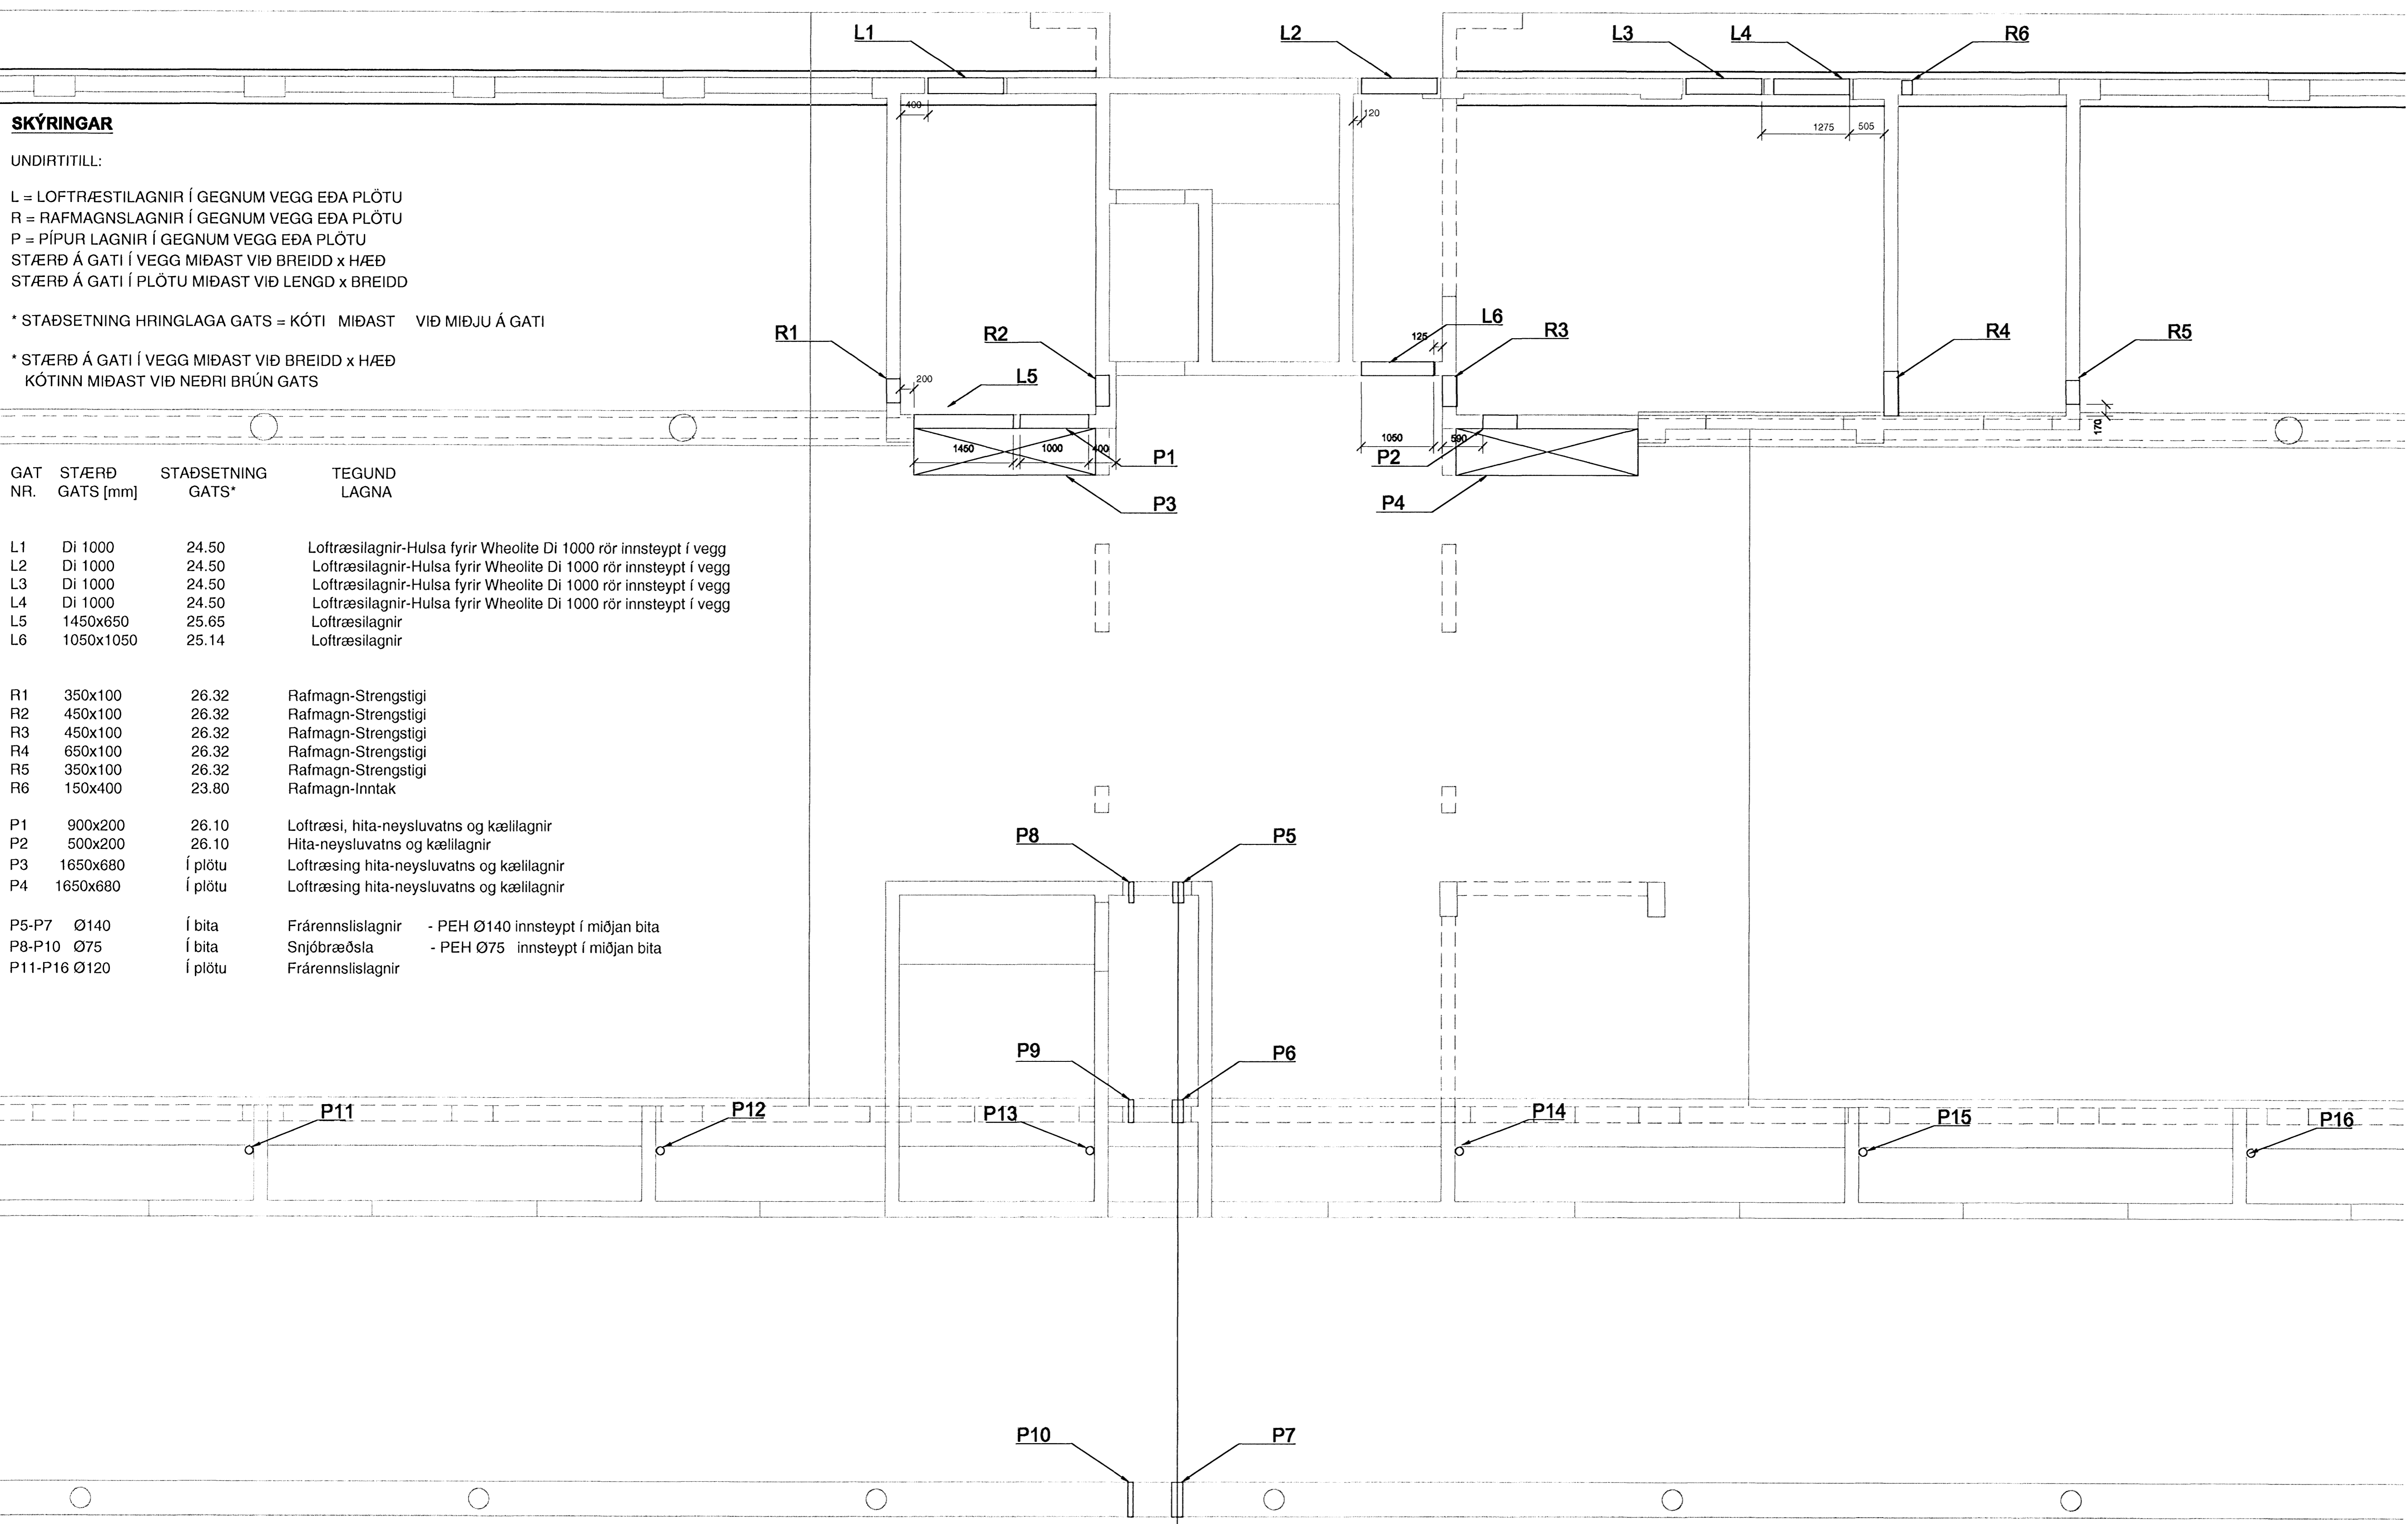 L1
L2
L3
L4
R6
400
120
1275
505
SKÝRINGAR
UNDIRTITILL:
L = LOFTRÆSTILAGNIR Í GEGNUM VEGG EÐA PLÖTU
R = RAFMAGNSLAGNIR Í GEGNUM VEGG EÐA PLÖTU
P = PÍPUR LAGNIR Í GEGNUM VEGG EÐA PLÖTU
STÆRÐ Á GATI Í VEGG MIÐAST VIÐ BREIDD x HÆÐ
STÆRÐ Á GATI Í PLÖTU MIÐAST VIÐ LENGD x BREIDD
* STAÐSETNING HRINGLAGA GATS = KÓTI MIÐAST VIÐ MIÐJU Á GATI
* STÆRÐ Á GATI Í VEGG MIÐAST VIÐ BREIDD x HÆÐ
KÓTINN MIÐAST VIÐ NEÐRI BRÚN GATS
R1
R2
L6
125
R3
R4
R5
200
L5
170
1450
1000
400
P1
1050
590
P2
P3
P4
GAT STÆRÐ STAÐSETNING TEGUND
NR. GATS [mm] GATS* LAGNA
L1 Di 1000 24.50 Loftræsilagnir-Hulsa fyrir Wheolite Di 1000 rör innsteypt í vegg
L2 Di 1000 24.50 Loftræsilagnir-Hulsa fyrir Wheolite Di 1000 rör innsteypt í vegg
L3 Di 1000 24.50 Loftræsilagnir-Hulsa fyrir Wheolite Di 1000 rör innsteypt í vegg
L4 Di 1000 24.50 Loftræsilagnir-Hulsa fyrir Wheolite Di 1000 rör innsteypt í vegg
L5 1450x650 25.65 Loftræsilagnir
L6 1050x1050 25.14 Loftræsilagnir
R1 350x100 26.32 Rafmagn-Strengstigi
R2 450x100 26.32 Rafmagn-Strengstigi
R3 450x100 26.32 Rafmagn-Strengstigi
R4 650x100 26.32 Rafmagn-Strengstigi
R5 350x100 26.32 Rafmagn-Strengstigi
R6 150x400 23.80 Rafmagn-Inntak
P1 900x200 26.10 Loftræsi, hita-neysluvatns og kælilagnir
P2 500x200 26.10 Hita-neysluvatns og kælilagnir
P3 1650x680 Í plötu Loftræsing hita-neysluvatns og kælilagnir
P4 1650x680 Í plötu Loftræsing hita-neysluvatns og kælilagnir
P5-P7 Ø140 Í bita Frárennslislagnir - PEH Ø140 innsteypt í miðjan bita
P8-P10 Ø75 Í bita Snjóbræðsla - PEH Ø75 innsteypt í miðjan bita
P11-P16 Ø120 Í plötu Frárennslislagnir
P8
P5
P9
P6
P11
P12
P13
P14
P15
P16
P10
P7